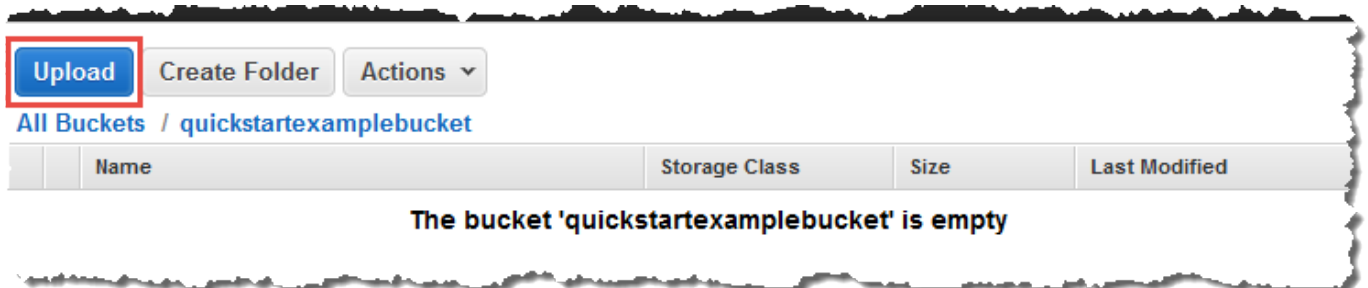 Upload Create Folder Actions
All Buckets / quickstartexamplebucket
Name Storage Class Size Last Modified
The bucket 'quickstartexamplebucket' is empty